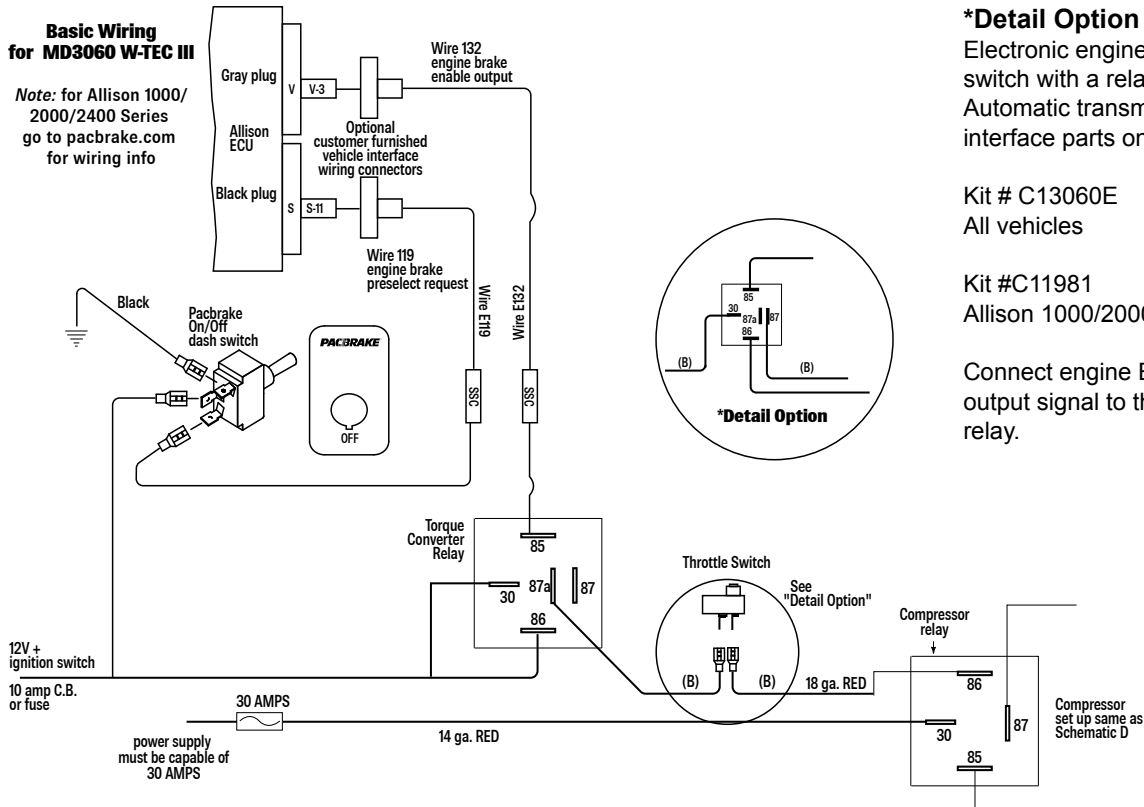 Basic Wiring
for MD3060 W-TEC III
Note: for Allison 1000/
2000/2400 Series
go to pacbrake.com
for wiring info
Gray plug
Allison
ECU
Black plug
V
V-3
S
S-11
Optional
customer furnished
vehicle interface
wiring connectors
Wire 132
engine brake
enable output
Wire 119
engine brake
preselect request
Wire E119
Wire E132
SSC
SSC
Black
Pacbrake
On/Off
dash switch
PACBRAKE
OFF
85
30
87a
87
86
(B)
(B)
*Detail Option
*Detail Option
Electronic engine
switch with a rela
Automatic transm
interface parts or
Kit # C13060E
All vehicles
Kit #C11981
Allison 1000/2000
Connect engine E
output signal to th
relay.
Torque
Converter
Relay
85
30
87a
87
86
Throttle Switch
See
"Detail Option"
(B)
(B)
18 ga. RED
Compressor
relay
86
30
87
85
Compressor
set up same as
Schematic D
12V +
ignition switch
10 amp C.B.
or fuse
30 AMPS
14 ga. RED
power supply
must be capable of
30 AMPS